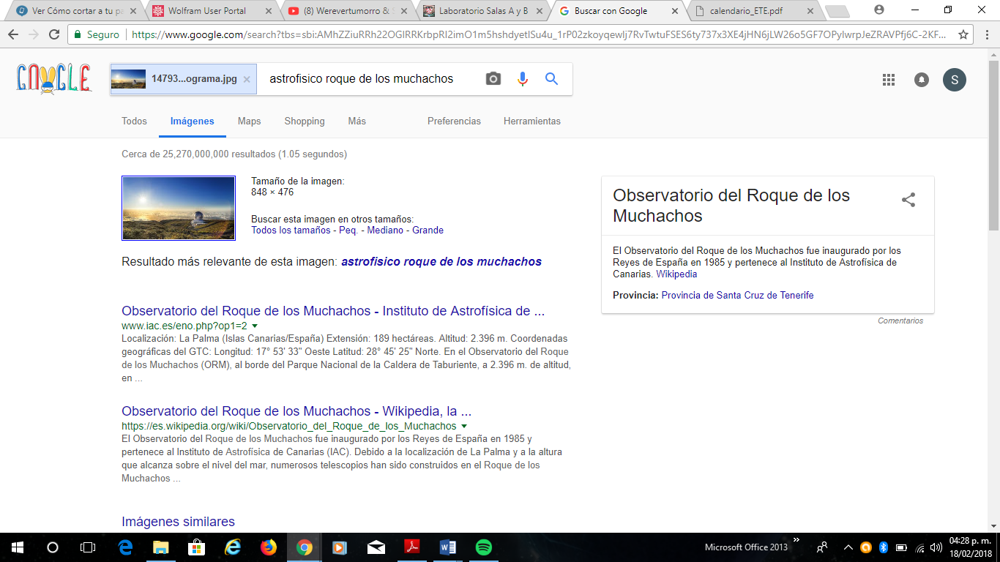 Ver Cómo cortar a tu pa
Wolfram User Portal
(8) Werevertumorro &
Laboratorio Salas A y B
Buscar con Google
calendario_ETE.pdf
Seguro
14793...ograma.jpg
astrofisico roque de los muchachos
S
Todos
Imágenes
Maps
Shopping
Más
Preferencias
Herramientas
Cerca de 25,270,000,000 resultados (1.05 segundos)
Tamaño de la imagen:
848 × 476
Buscar esta imagen en otros tamaños:
Todos los tamaños - Peq. - Mediano - Grande
Resultado más relevante de esta imagen: astrofisico roque de los muchachos
Observatorio del Roque de los Muchachos - Instituto de Astrofísica de ...
www.iac.es/eno.php?op1=2
Localización: La Palma (Islas Canarias/España) Extensión: 189 hectáreas. Altitud: 2.396 m. Coordenadas
geográficas del GTC: Longitud: 17° 53' 33" Oeste Latitud: 28° 45' 25" Norte. En el Observatorio del Roque
de los Muchachos (ORM), al borde del Parque Nacional de la Caldera de Taburiente, a 2.396 m. de altitud,
en ...
Observatorio del Roque de los Muchachos - Wikipedia, la ...
https://es.wikipedia.org/wiki/Observatorio_del_Roque_de_los_Muchachos
El Observatorio del Roque de los Muchachos fue inaugurado por los Reyes de España en 1985 y
pertenece al Instituto de Astrofísica de Canarias (IAC). Debido a la localización de La Palma y a la altura
que alcanza sobre el nivel del mar, numerosos telescopios han sido construidos en el Roque de los
Muchachos ...
Imágenes similares
Observatorio del Roque de los
Muchachos
El Observatorio del Roque de los Muchachos fue inaugurado por los
Reyes de España en 1985 y pertenece al Instituto de Astrofísica de
Canarias. Wikipedia
Provincia: Provincia de Santa Cruz de Tenerife
Comentarios
Microsoft Office 2013
04:28 p. m.
18/02/2018